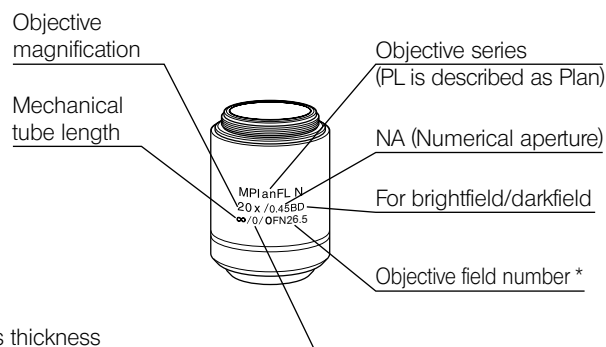 Objective
magnification
Mechanical
tube length
Objective series
(PL is described as Plan)
NA (Numerical aperture)
For brightfield/darkfield
Objective field number *
MPlanFL N
20x/0.45BD
∞/0/OFN26.5
s thickness